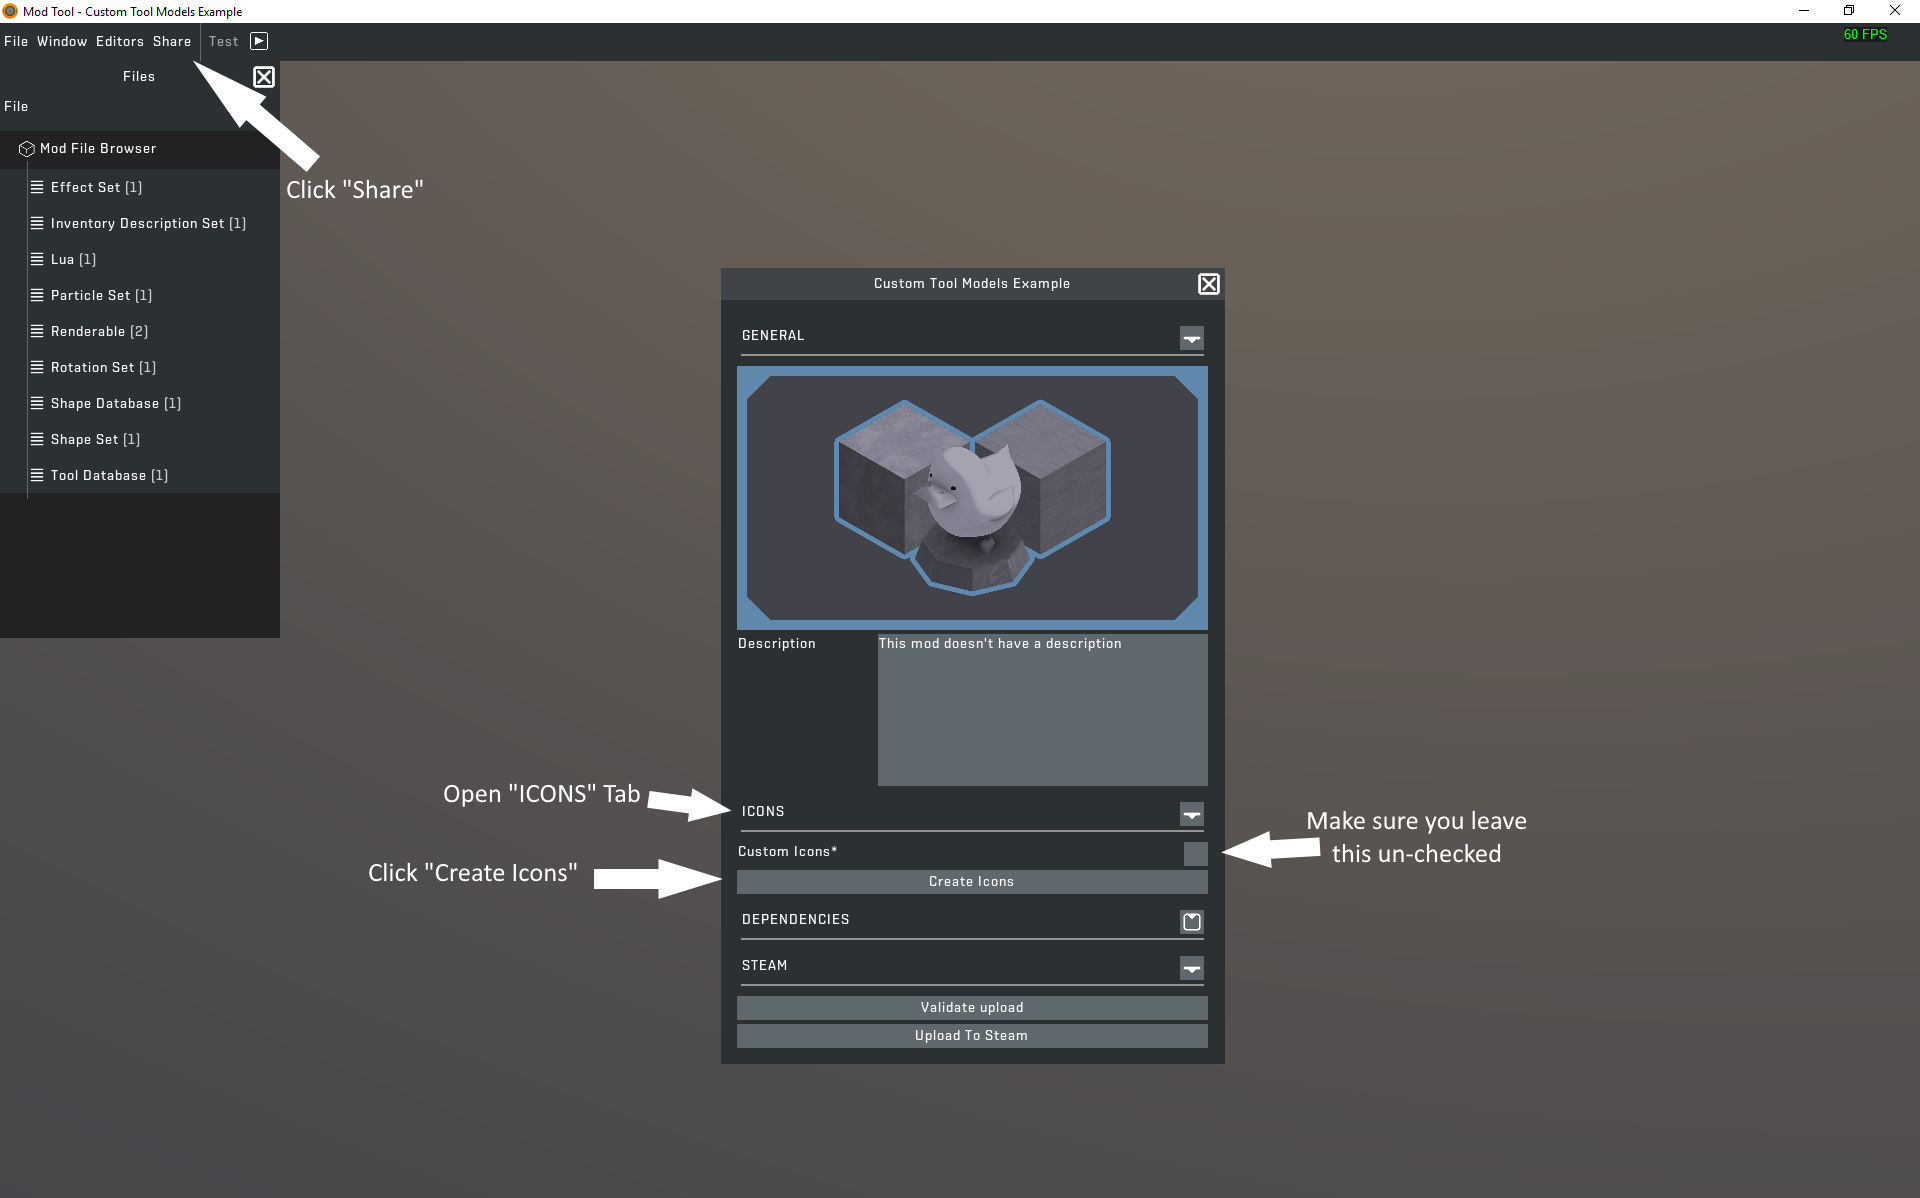 Mod Tool - Custom Tool Models Example
File Window Editors Share Test
60 FPS
Files
File
Mod File Browser
Effect Set [1]
Inventory Description Set [1]
Lua [1]
Particle Set [1]
Renderable [2]
Rotation Set [1]
Shape Database [1]
Shape Set [1]
Tool Database [1]
Click "Share"
Custom Tool Models Example
GENERAL
Description
This mod doesn't have a description
Open "ICONS" Tab
ICONS
Make sure you leave
this un-checked
Custom Icons*
Click "Create Icons"
Create Icons
DEPENDENCIES
STEAM
Validate upload
Upload To Steam